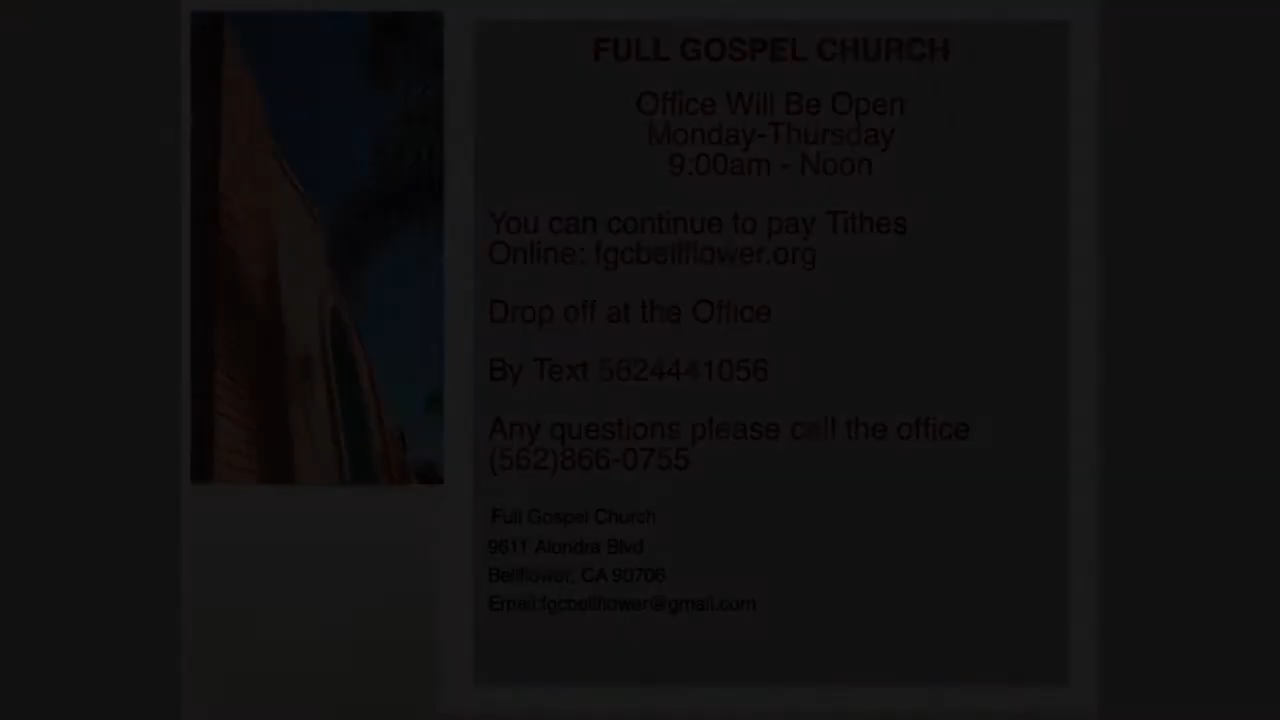 FULL GOSPEL CHURCH
Office Will Be Open
Monday-Thursday
9:00am - Noon
You can continue to pay Tithes
Online: fgcbellflower.org
Drop off at the Office
By Text 5624441056
Any questions please call the office
(562)866-0755
Full Gospel Church
9611 Alondra Blvd
Bellflower, CA 90706
Email:fgcbellflower@gmail.com